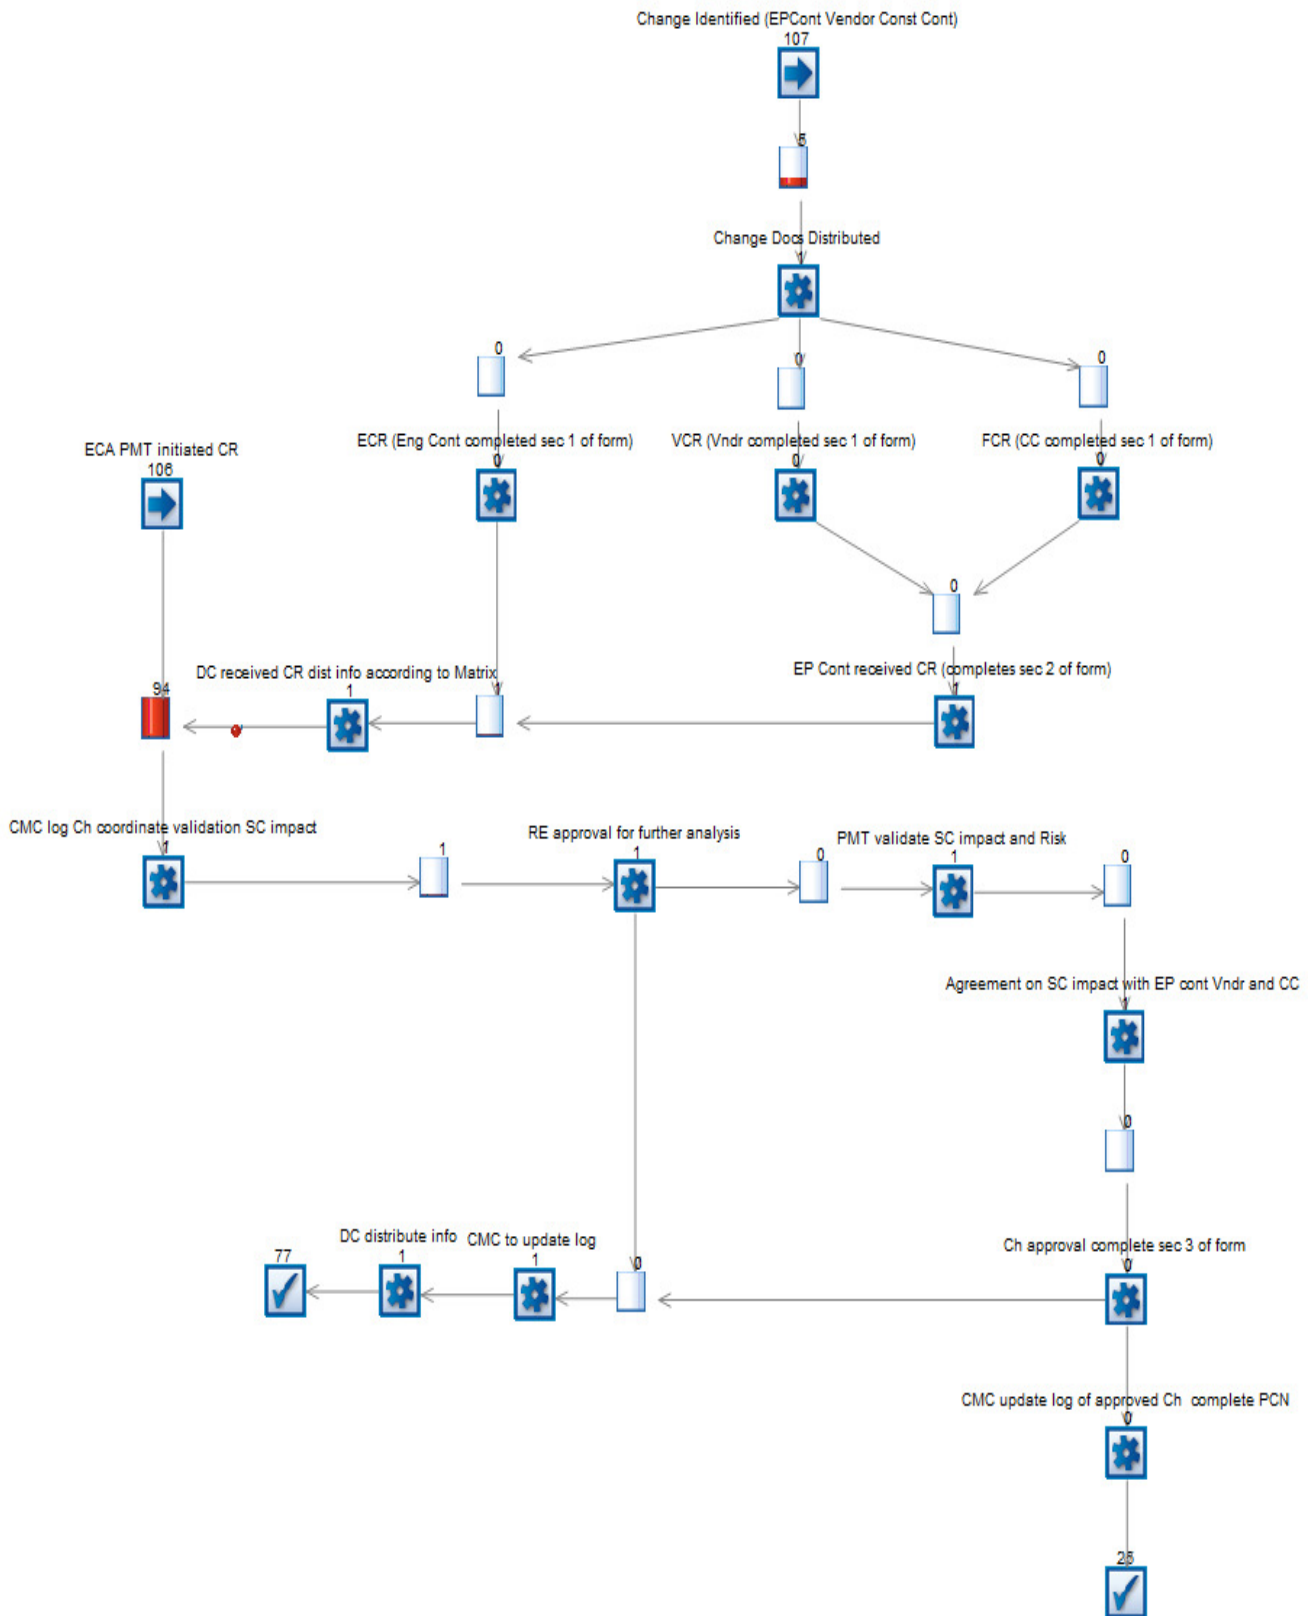 Change Identified (EPCont Vendor Const Cont)
107
5
Change Docs Distributed
1
0
0
0
ECR (Eng Cont completed sec 1 of form)
VCR (Vndr completed sec 1 of form)
FCR (CC completed sec 1 of form)
0
0
0
ECA PMT initiated CR
106
0
DC received CR dist info according to Matrix
EP Cont received CR (completes sec 2 of form)
94
1
1
1
CMC log Ch coordinate validation SC impact
1
1
RE approval for further analysis
1
0
PMT validate SC impact and Risk
1
0
Agreement on SC impact with EP cont Vndr and CC
1
0
Ch approval complete sec 3 of form
0
DC distribute info
CMC to update log
77
1
1
0
CMC update log of approved Ch complete PCN
0